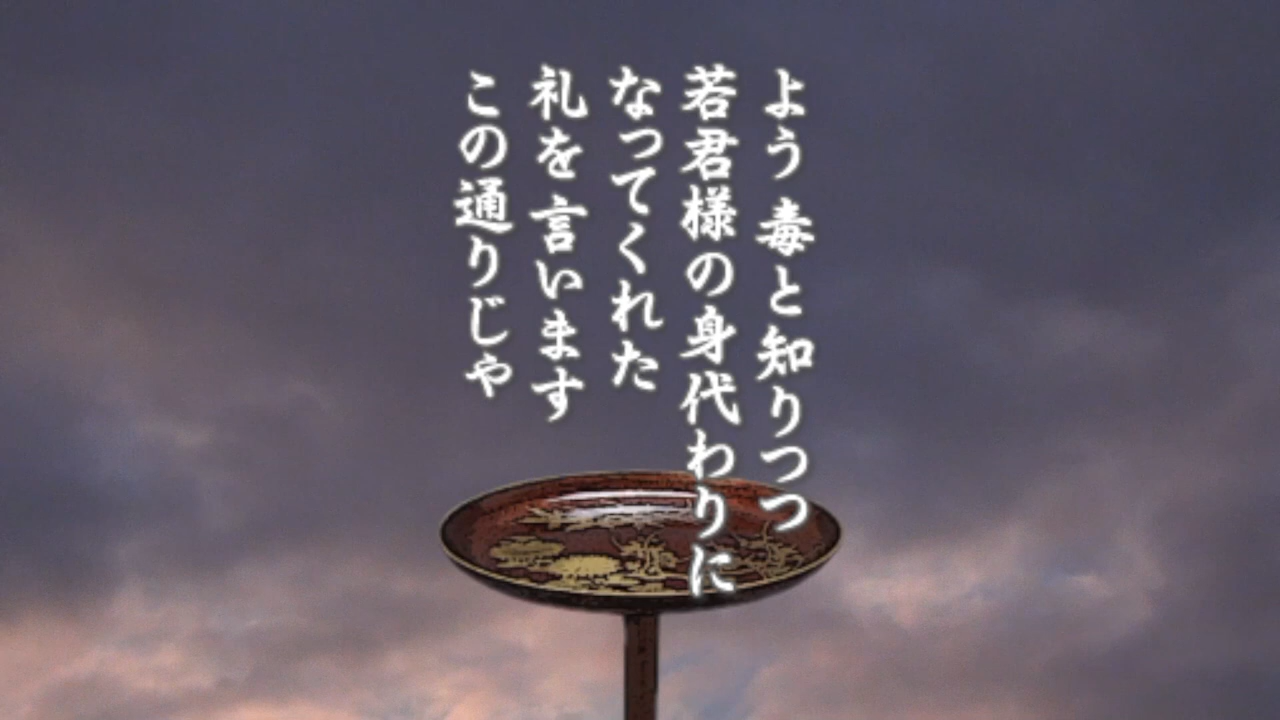 よう 毒と知りつつ
若君様の身代わりに
なってくれた
礼を 言います
この通りじゃ